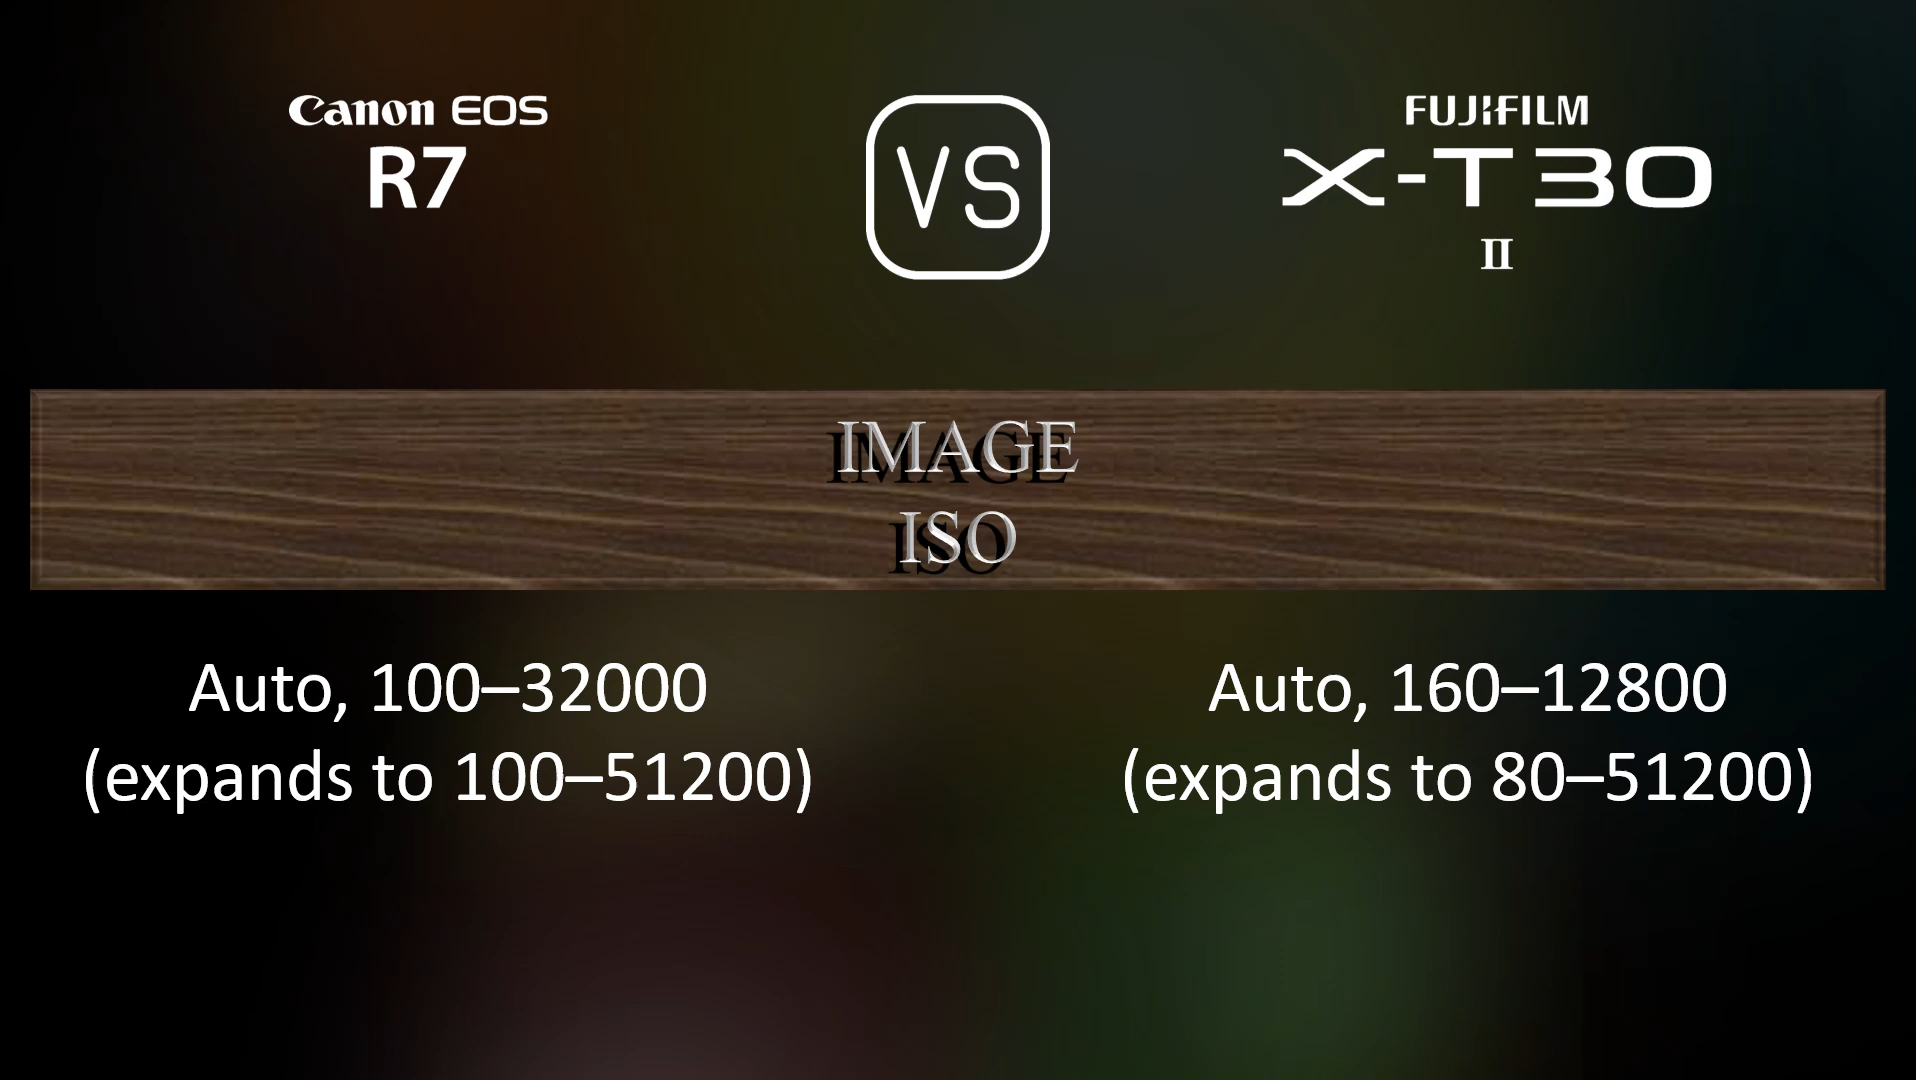 Canon EOS
R7
VS
FUJIFILM
X-T30
II
IMAGE
ISO
Auto, 100–32000
(expands to 100–51200)
Auto, 160–12800
(expands to 80–51200)